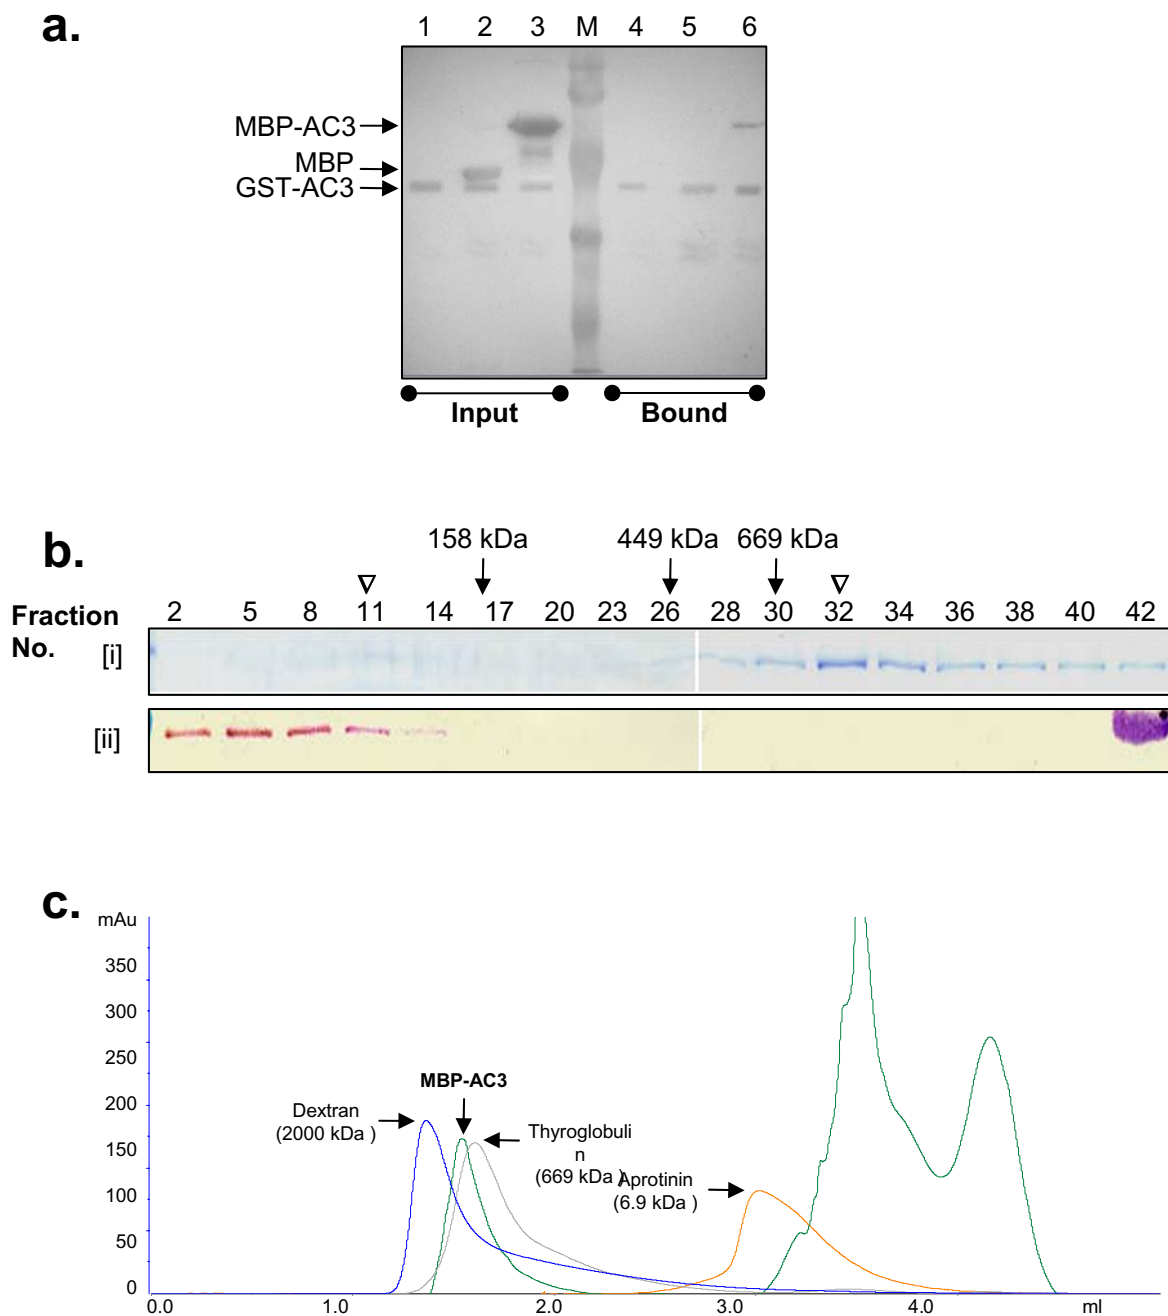 a.
1 2 3 M 4 5 6
MBP-AC3
MBP
GST-AC3
Input Bound
b.
158 kDa 449 kDa 669 kDa
Fraction
No.
2 5 8 11 14 17 20 23 26 28 30 32 34 36 38 40 42
[i]
[ii]
c.
mAu
350
300
250
200
150
100
50
0
MBP-AC3
Dextran
(2000 kDa )
Thyroglobuli
n
(669 kDa )
Aprotinin
(6.9 kDa )
0.0 1.0 2.0 3.0 4.0 ml